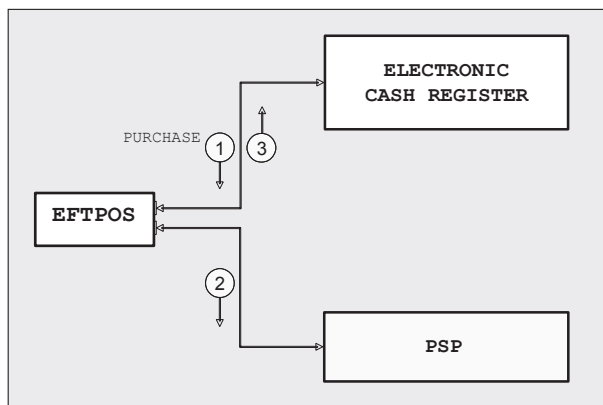 ELECTRONIC
CASH REGISTER
PURCHASE
1
3
EFTPOS
2
PSP